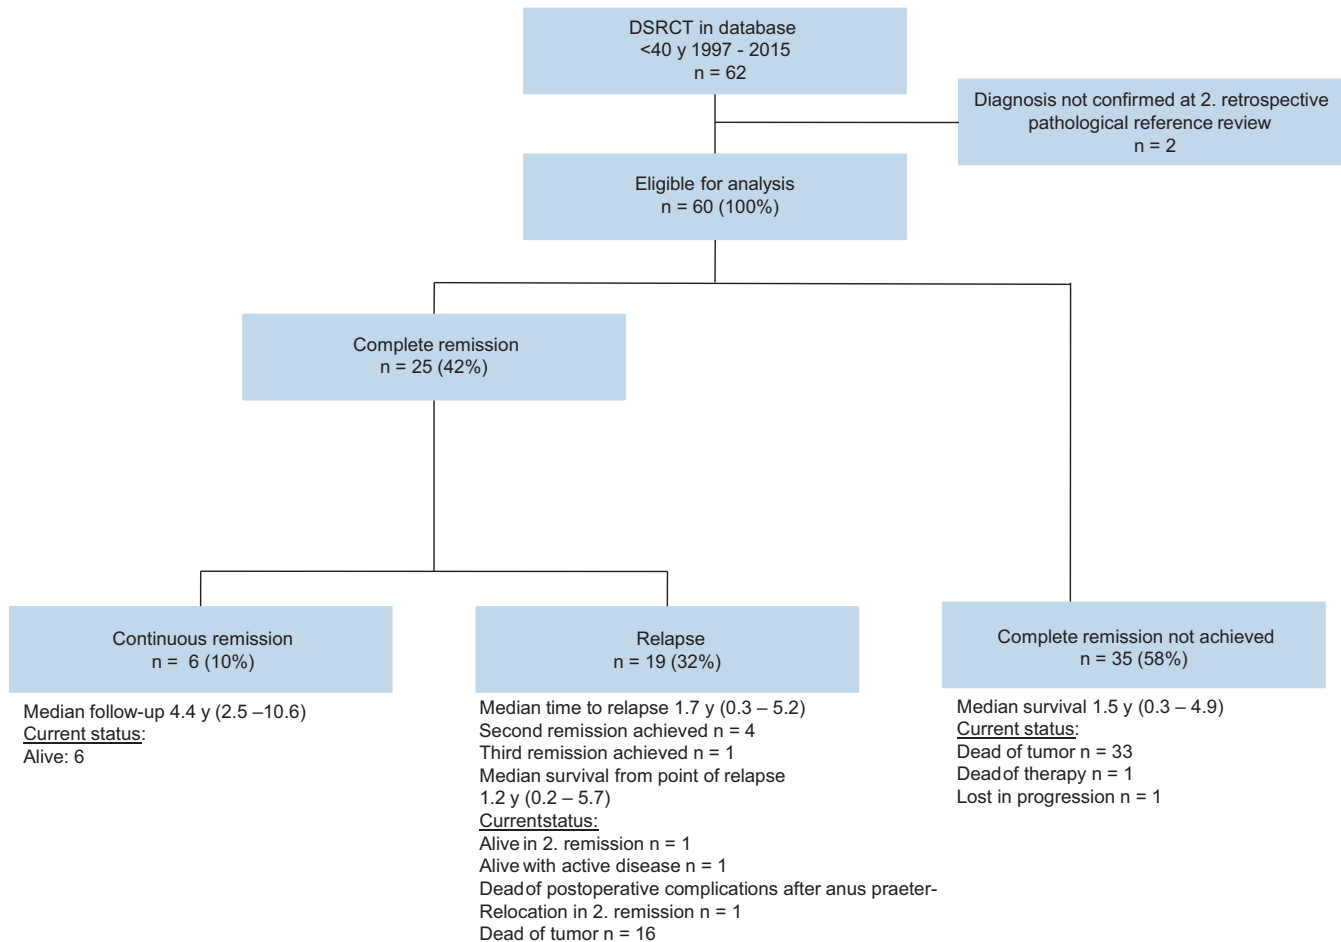 DSRCT in database
<40 y 1997 - 2015
n = 62
Diagnosis not confirmed at 2. retrospective
pathological reference review
n = 2
Eligible for analysis
n = 60 (100%)
Complete remission
n = 25 (42%)
Continuous remission
n = 6 (10%)
Median follow-up 4.4 y (2.5 –10.6)
Current status:
Alive: 6
Relapse
n = 19 (32%)
Median time to relapse 1.7 y (0.3 – 5.2)
Second remission achieved n = 4
Third remission achieved n = 1
Median survival from point of relapse
1.2 y (0.2 – 5.7)
Currentstatus:
Alive in 2. remission n = 1
Alive with active disease n = 1
Deadof postoperative complications after anus praeter-
Relocation in 2. remission n = 1
Dead of tumor n = 16
Complete remission not achieved
n = 35 (58%)
Median survival 1.5 y (0.3 – 4.9)
Current status:
Dead of tumor n = 33
Deadof therapy n = 1
Lost in progression n = 1